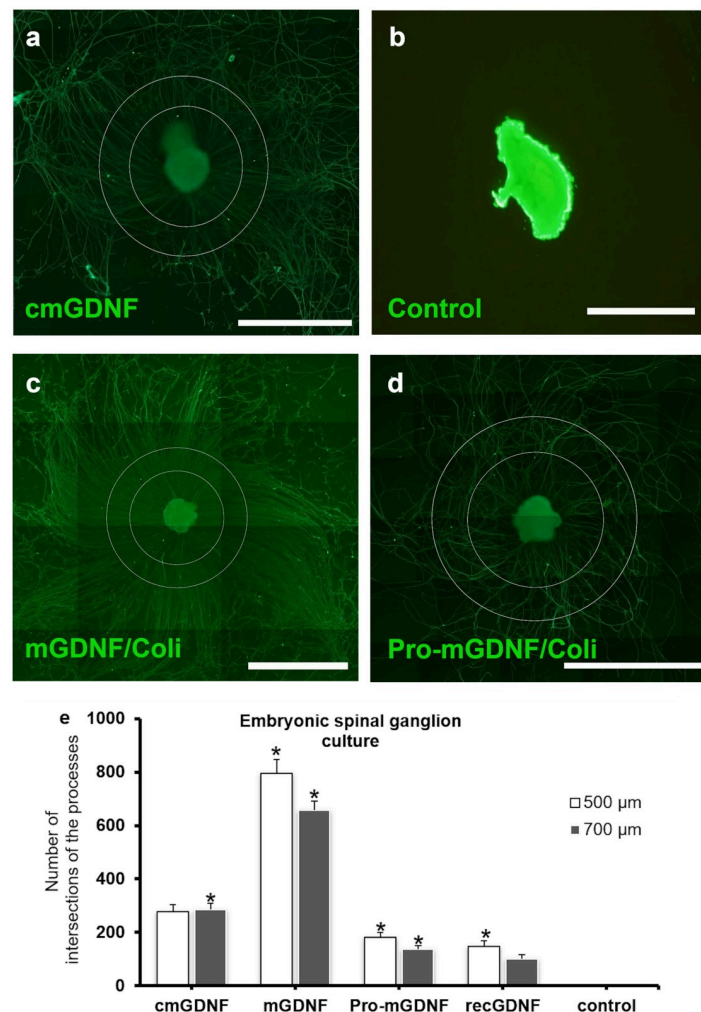 a
cmGDNF
b
Control
c
mGDNF/Coli
d
Pro-mGDNF/Coli
e
Embryonic spinal ganglion
culture
Number of
intersections of the processes
1000
800
600
400
200
0
*
*
*
*
*
*
500 µm
700 µm
cmGDNF mGDNF Pro-mGDNF recGDNF control